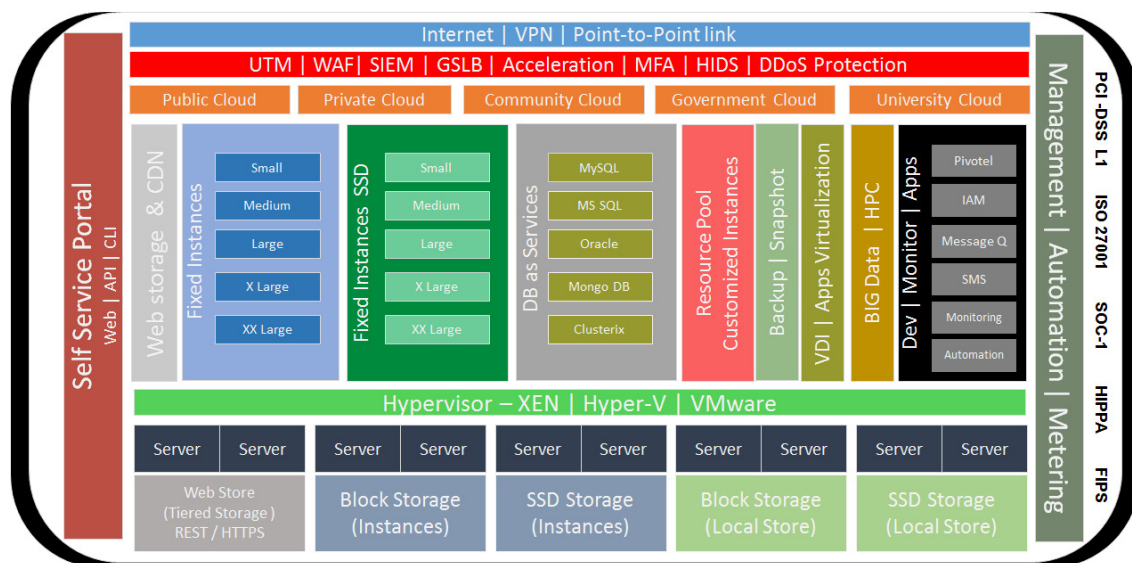 Internet | VPN | Point-to-Point link
UTM | WAF| SIEM | GSLB | Acceleration | MFA | HIDS | DDoS Protection
Public Cloud
Private Cloud
Community Cloud
Government Cloud
University Cloud
Self Service Portal
Web | API | CLI
Web storage & CDN
Fixed Instances
Small
Medium
Large
X Large
XX Large
Fixed Instances SSD
Small
Medium
Large
X Large
XX Large
DB as Services
MySQL
MS SQL
Oracle
Mongo DB
Clusterix
Resource Pool
Customized Instances
Backup | Snapshot
VDI | Apps Virtualization
BIG Data | HPC
Dev | Monitor | Apps
Pivotel
IAM
Message Q
SMS
Monitoring
Automation
Hypervisor – XEN | Hyper-V | VMware
Server
Server
Server
Server
Server
Server
Server
Server
Server
Server
Web Store
(Tiered Storage )
REST / HTTPS
Block Storage
(Instances)
SSD Storage
(Instances)
Block Storage
(Local Store)
SSD Storage
(Local Store)
Management | Automation | Metering
PCI -DSS L1
ISO 27001
SOC-1
HIPPA
FIPS